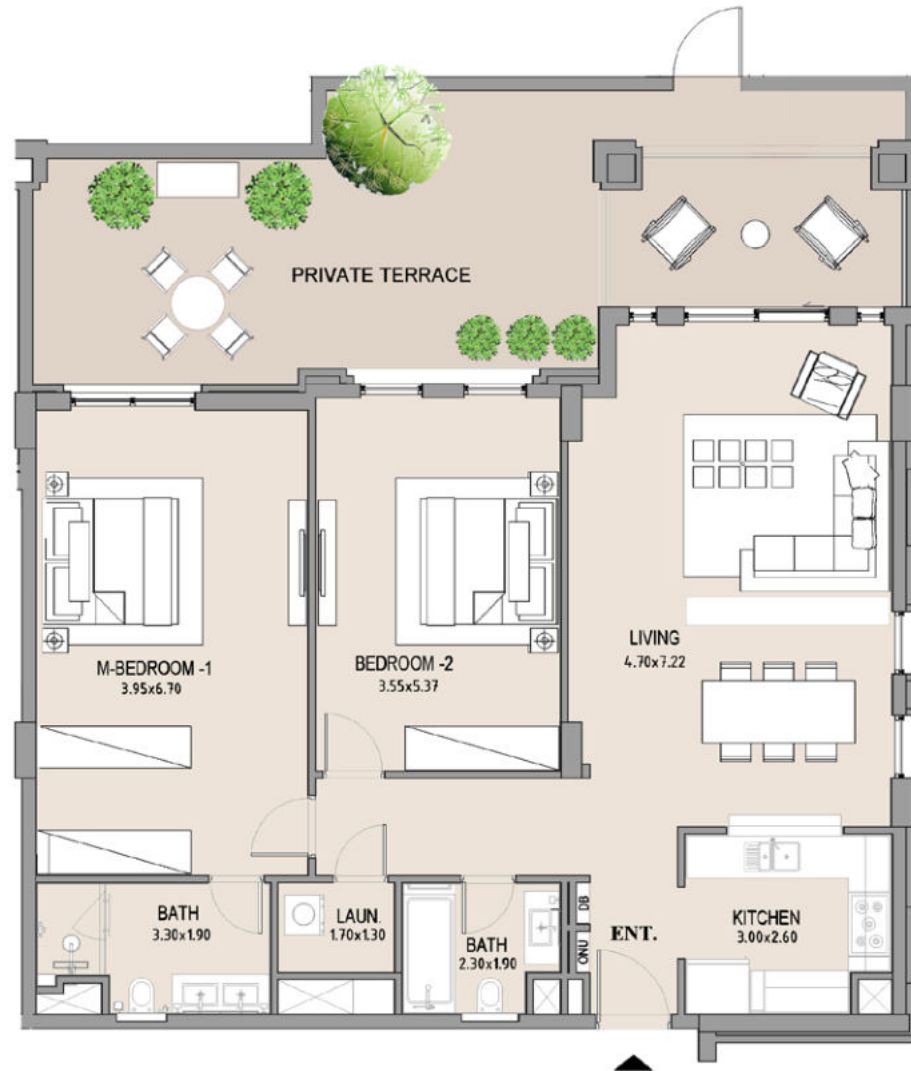 PRIVATE TERRACE
LIVING
4.70x7.22
M-BEDROOM -1
3.95x6.70
BEDROOM -2
3.55x5.37
BATH
3.30x1.90
LAUN.
1.70x1.30
BATH
2.30x1.90
DB
ONU
ENT.
KITCHEN
3.00x2.60